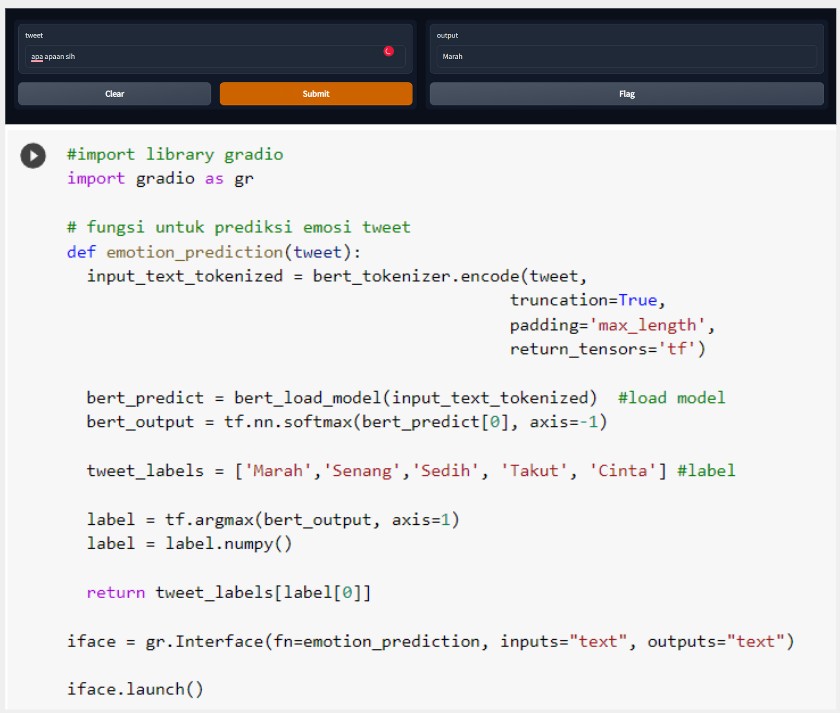 tweet
apa apaan sih
Clear
Submit
output
Marah
Flag
#import library gradio
import gradio as gr
# fungsi untuk prediksi emosi tweet
def emotion_prediction(tweet):
  input_text_tokenized = bert_tokenizer.encode(tweet,
                                             truncation=True,
                                             padding='max_length',
                                             return_tensors='tf')
  bert_predict = bert_load_model(input_text_tokenized)  #load model
  bert_output = tf.nn.softmax(bert_predict[0], axis=-1)
  tweet_labels = ['Marah','Senang','Sedih', 'Takut', 'Cinta'] #label
  label = tf.argmax(bert_output, axis=1)
  label = label.numpy()
  return tweet_labels[label[0]]
iface = gr.Interface(fn=emotion_prediction, inputs="text", outputs="text")
iface.launch()